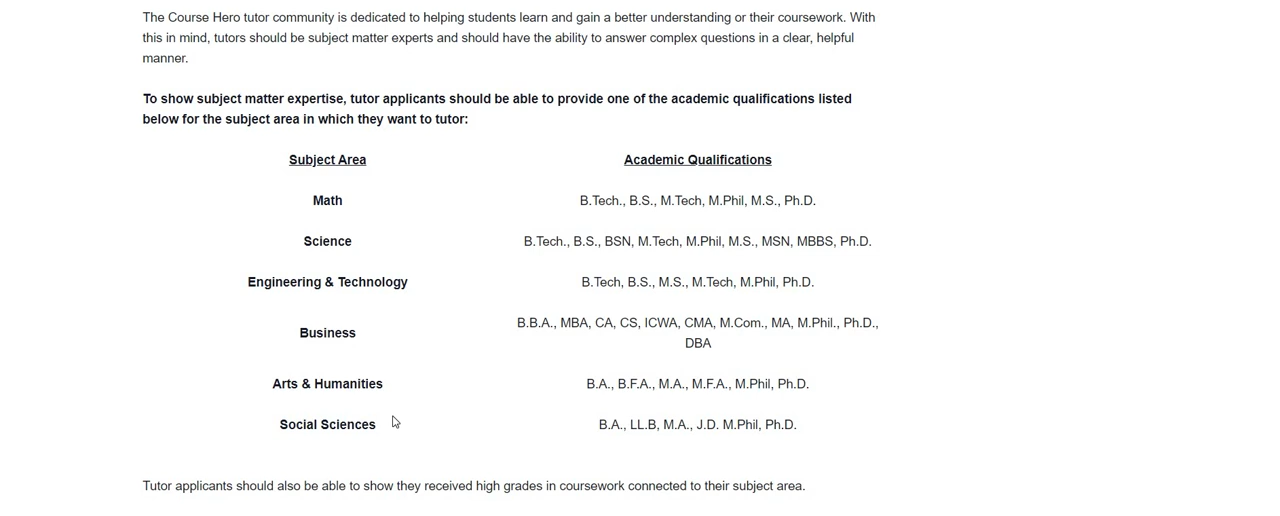 The Course Hero tutor community is dedicated to helping students learn and gain a better understanding or their coursework. With
this in mind, tutors should be subject matter experts and should have the ability to answer complex questions in a clear, helpful
manner.
To show subject matter expertise, tutor applicants should be able to provide one of the academic qualifications listed
below for the subject area in which they want to tutor:
Subject Area Academic Qualifications
Math B.Tech., B.S., M.Tech, M.Phil, M.S., Ph.D.
Science B.Tech., B.S., BSN, M.Tech, M.Phil, M.S., MSN, MBBS, Ph.D.
Engineering & Technology B.Tech, B.S., M.S., M.Tech, M.Phil, Ph.D.
Business B.B.A., MBA, CA, CS, ICWA, CMA, M.Com., MA, M.Phil., Ph.D.,
DBA
Arts & Humanities B.A., B.F.A., M.A., M.F.A., M.Phil, Ph.D.
Social Sciences B.A., LL.B, M.A., J.D. M.Phil, Ph.D.
Tutor applicants should also be able to show they received high grades in coursework connected to their subject area.